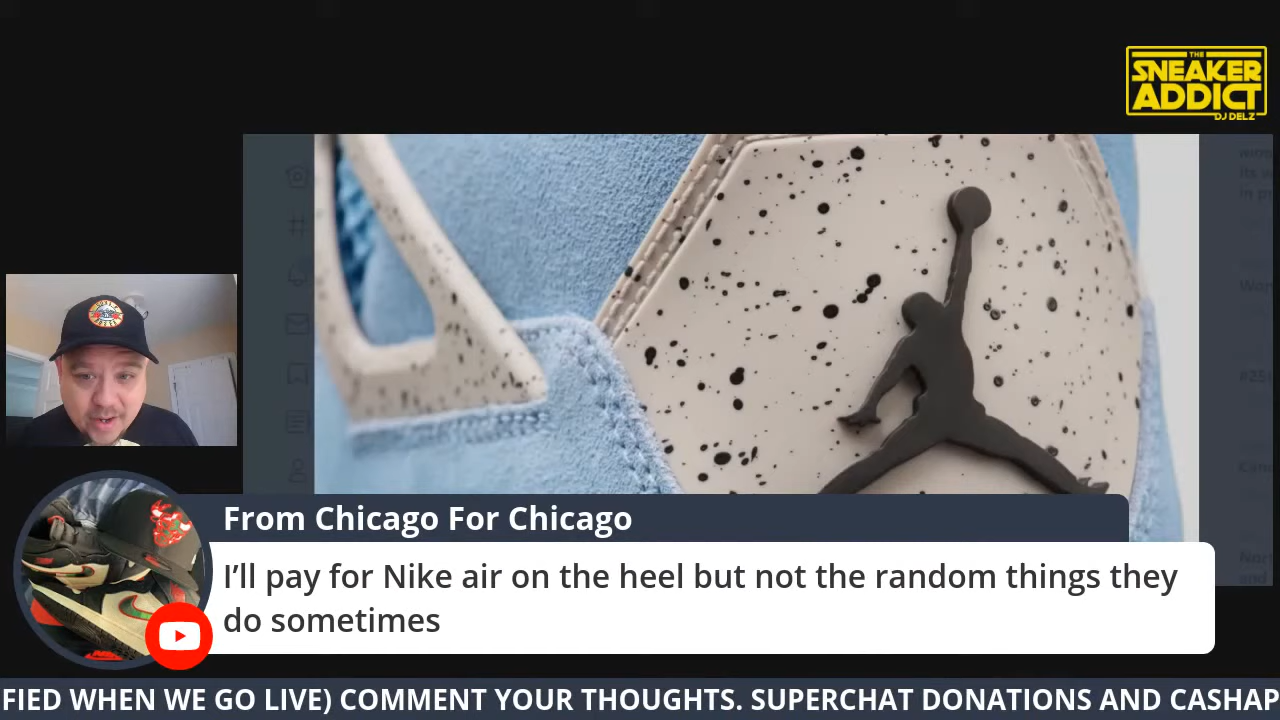 THE
SNEAKER
ADDICT
DJ DELZ
From Chicago For Chicago
I’ll pay for Nike air on the heel but not the random things they
do sometimes
FIED WHEN WE GO LIVE) COMMENT YOUR THOUGHTS. SUPERCHAT DONATIONS AND CASHAP